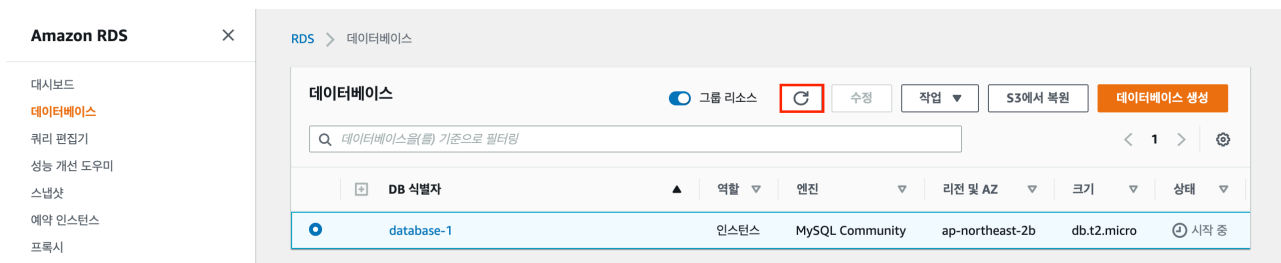 Amazon RDS
RDS > 데이터베이스
대시보드
데이터베이스
쿼리 편집기
성능 개선 도우미
스냅샷
예약 인스턴스
프록시
데이터베이스 그룹 리소스 수정 작업 S3에서 복원 데이터베이스 생성
데이터베이스을(를) 기준으로 필터링 1
DB 식별자 역할 엔진 리전 및 AZ 크기 상태
database-1 인스턴스 MySQL Community ap-northeast-2b db.t2.micro 시작 중